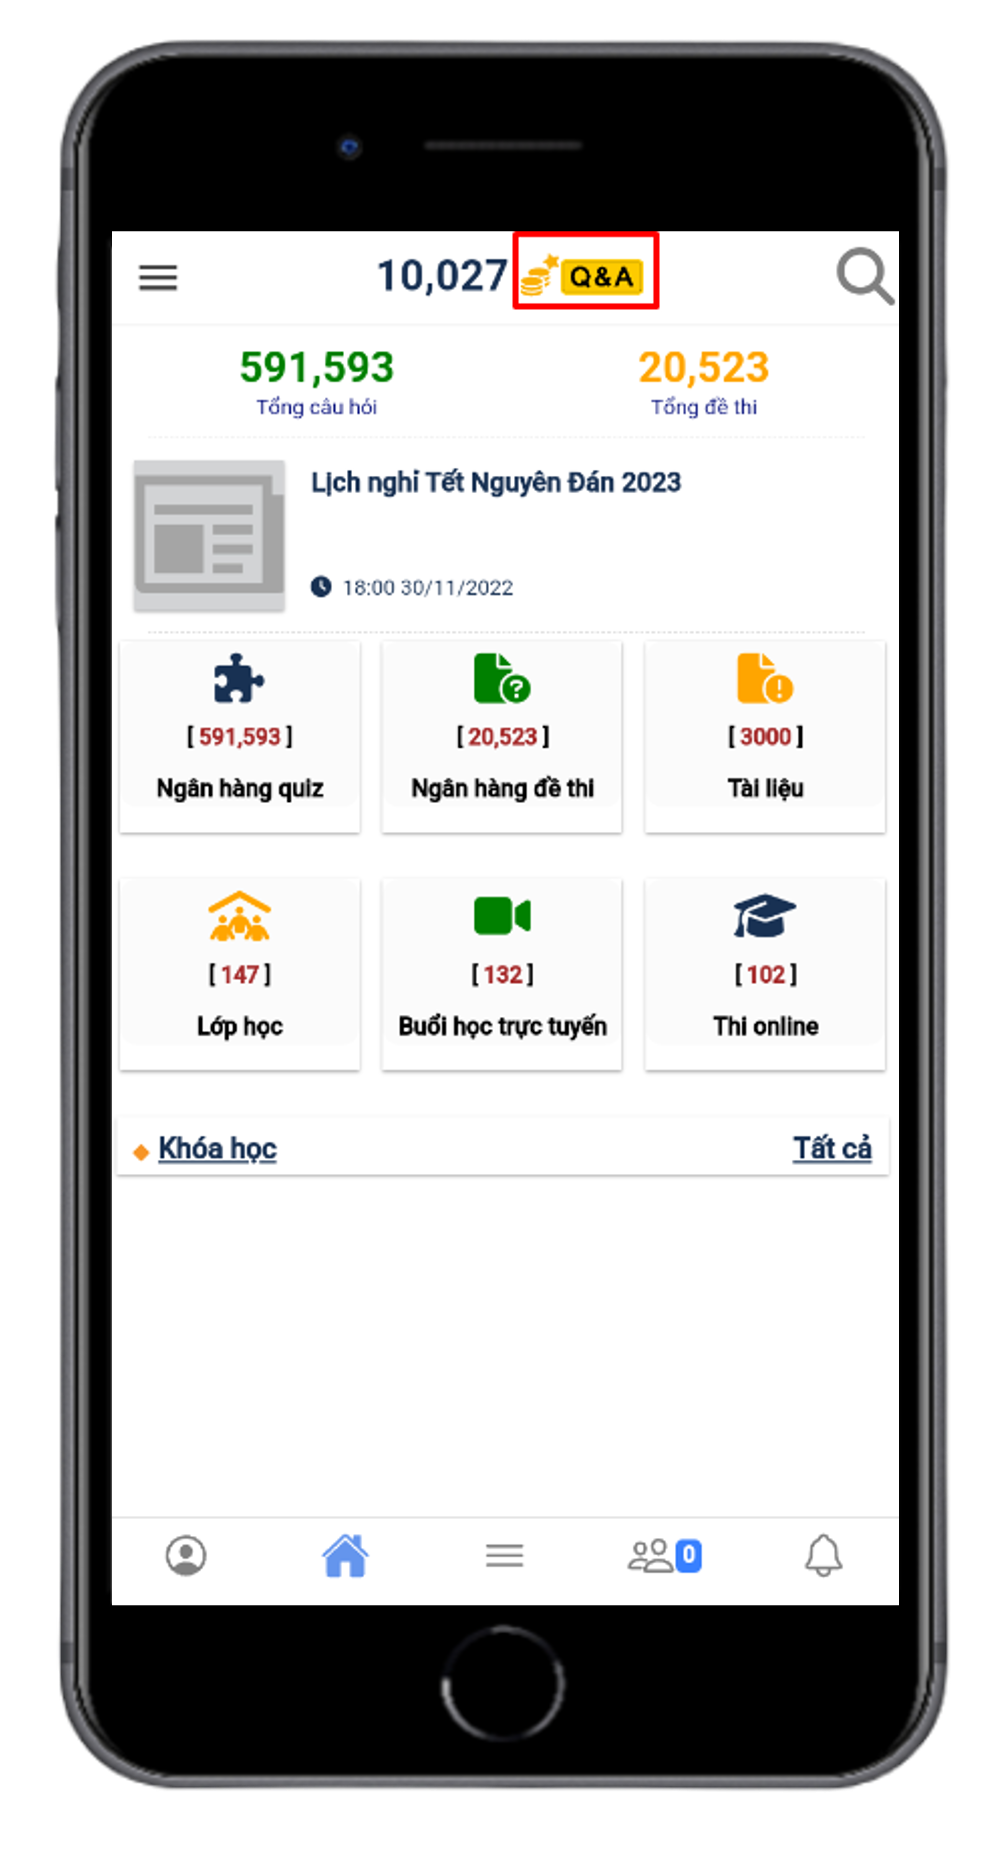 10,027 Q&A
591,593 20,523
Tổng câu hỏi Tổng đề thi
Lịch nghỉ Tết Nguyên Đán 2023
18:00 30/11/2022
[ 591,593 ] [ 20,523 ] [ 3000 ]
Ngân hàng quiz Ngân hàng đề thi Tài liệu
[ 147 ] [ 132 ] [ 102 ]
Lớp học Buổi học trực tuyến Thi online
Khóa học Tất cả
0